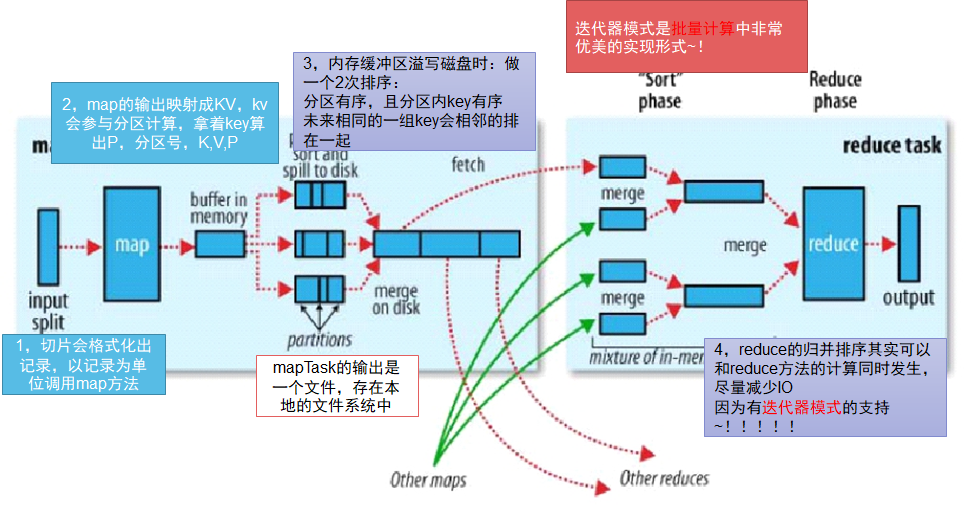 迭代器模式是批量计算中非常
优美的实现形式~！
3，内存缓冲区溢写磁盘时：做
一个2次排序：
分区有序，且分区内key有序
未来相同的一组key会相邻的排
在一起
2，map的输出映射成KV，kv
会参与分区计算，拿着key算
出P，分区号，K,V,P
"Sort"
phase
Reduce
phase
reduce task
sort and
spill to disk
fetch
buffer in
memory
map
merge
merge
reduce
input
split
partitions
merge
on disk
merge
output
mixture of in-mem
1，切片会格式化出
记录，以记录为单
位调用map方法
mapTask的输出是
一个文件，存在本
地的文件系统中
4，reduce的归并排序其实可以
和reduce方法的计算同时发生，
尽量减少IO
因为有迭代器模式的支持
~！！！！！
Other maps
Other reduces